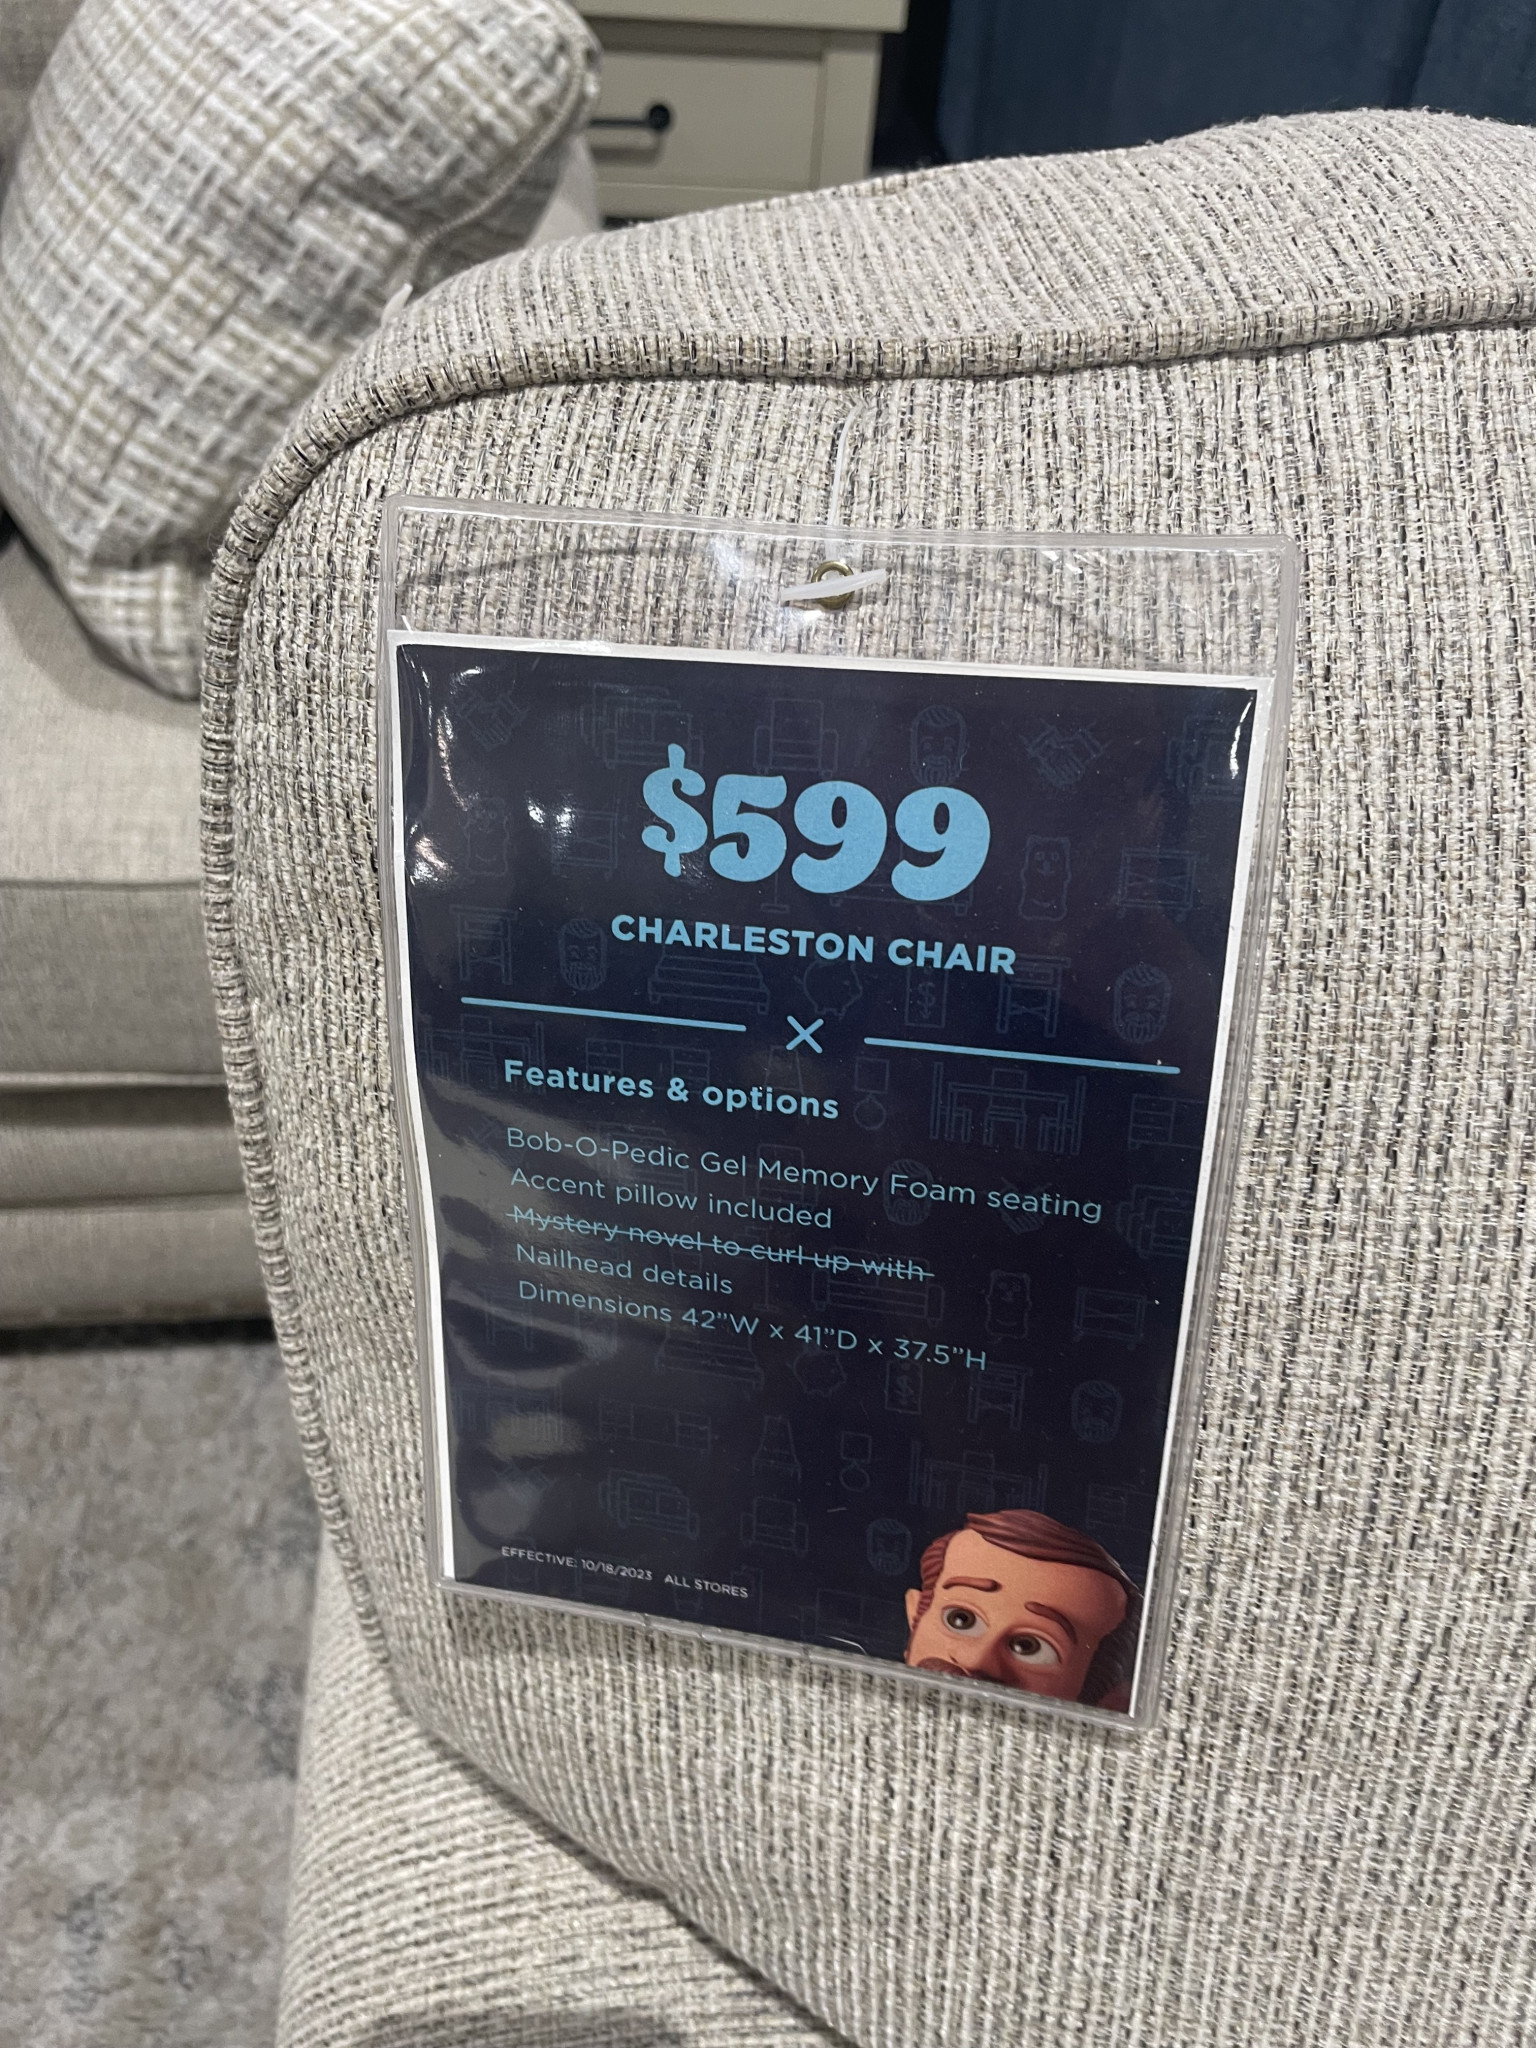 $599
CHARLESTON CHAIR
Features & options
Bob-O-Pedic Gel Memory Foam seating
Accent pillow included
Mystery novel to curl up with
Nailhead details
Dimensions 42”W x 41”D x 37.5”H
EFFECTIVE: 10/18/2023 ALL STORES